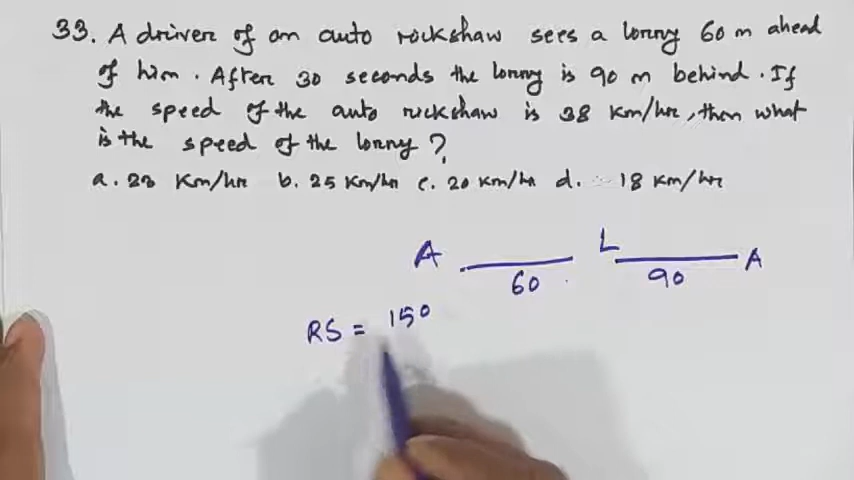 33. A driver of an auto rickshaw sees a lorry 60 m ahead
of him. After 30 seconds the lorry is 90 m behind. If
the speed of the auto rickshaw is 38 Km/hr, then what
is the speed of the lorry?
a. 20 Km/hr b. 25 Km/hr c. 20 Km/hr d. 18 Km/hr
A L A
60 90
RS = 150